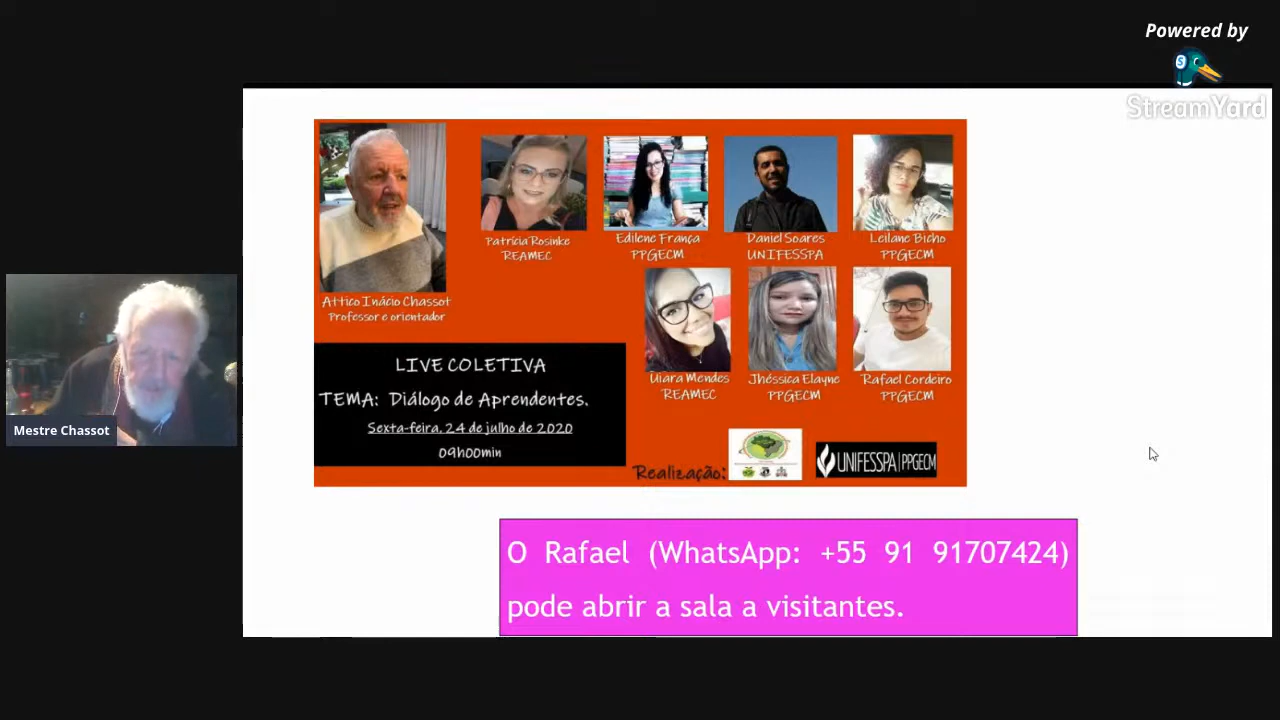 Powered by
StreamYard
Patrícia Rosinke
REAMEC
Edilene França
PPGECM
Daniel Soares
UNIFESSPA
Leilane Bicho
PPGECM
Attico Inácio Chassot
Professor e orientador
Uiara Mendes
REAMEC
Jhéssica Elayne
PPGECM
Rafael Cordeiro
PPGECM
LIVE COLETIVA
TEMA: Diálogo de Aprendentes.
Sexta-feira, 24 de julho de 2020
09h00min
Realização:
UNIFESSPA|PPGECM
Mestre Chassot
O Rafael (WhatsApp: +55 91 91707424)
pode abrir a sala a visitantes.